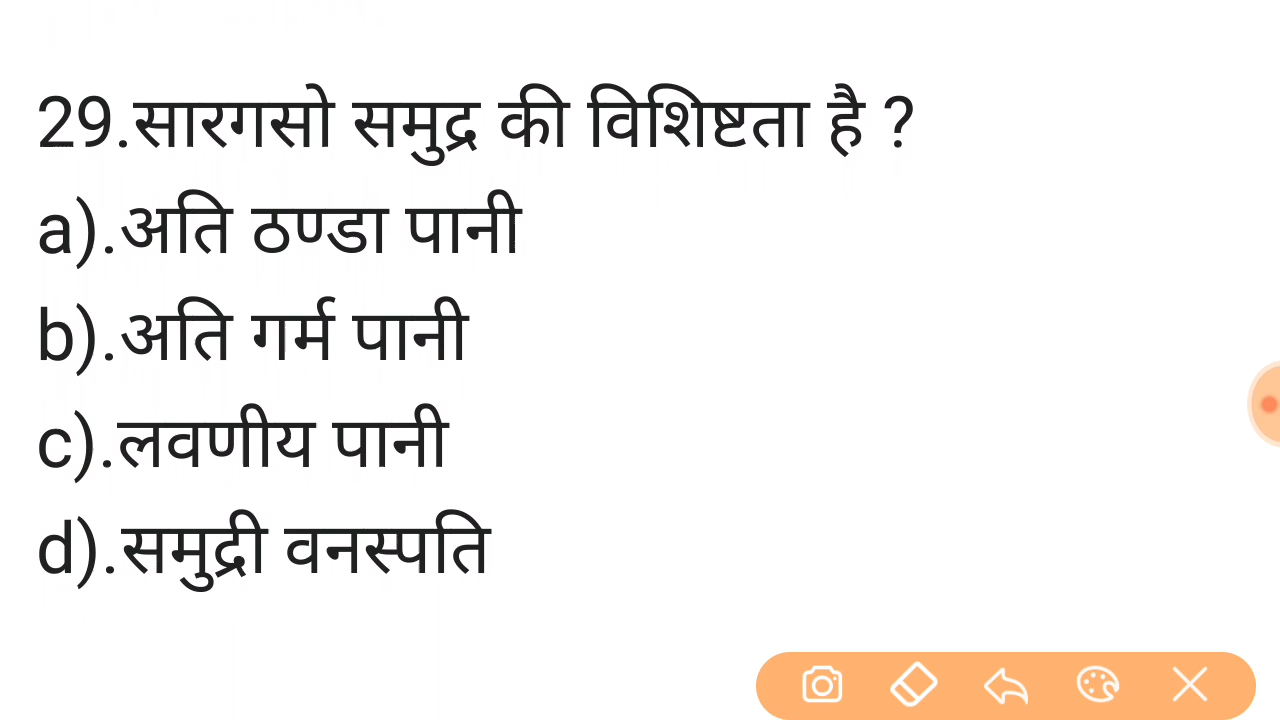 29.सारगसो समुद्र की विशिष्टता है ?
a).अति ठण्डा पानी
b).अति गर्म पानी
c).लवणीय पानी
d).समुद्री वनस्पति